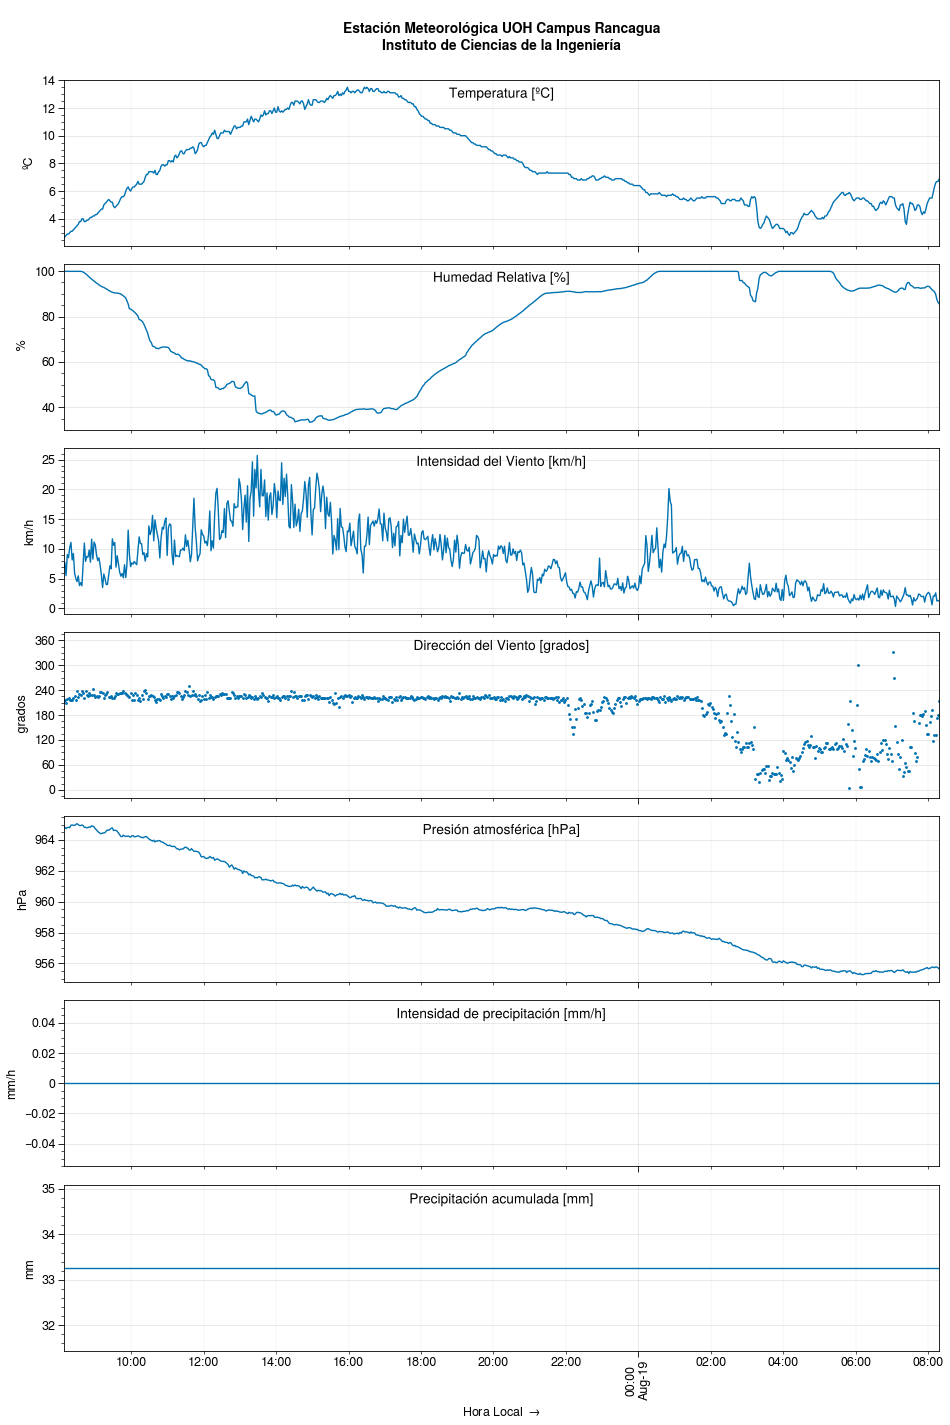 Estación Meteorológica UOH Campus Rancagua
Instituto de Ciencias de la Ingeniería
Temperatura [ºC]
ºC
14
12
10
8
6
4
Humedad Relativa [%]
%
100
80
60
40
Intensidad del Viento [km/h]
km/h
25
20
15
10
5
0
Dirección del Viento [grados]
grados
360
300
240
180
120
60
0
Presión atmosférica [hPa]
hPa
964
962
960
958
956
Intensidad de precipitación [mm/h]
mm/h
0.04
0.02
0
−0.02
−0.04
Precipitación acumulada [mm]
mm
35
34
33
32
10:00 12:00 14:00 16:00 18:00 20:00 22:00 00:00 02:00 04:00 06:00 08:00
Aug-19
Hora Local →